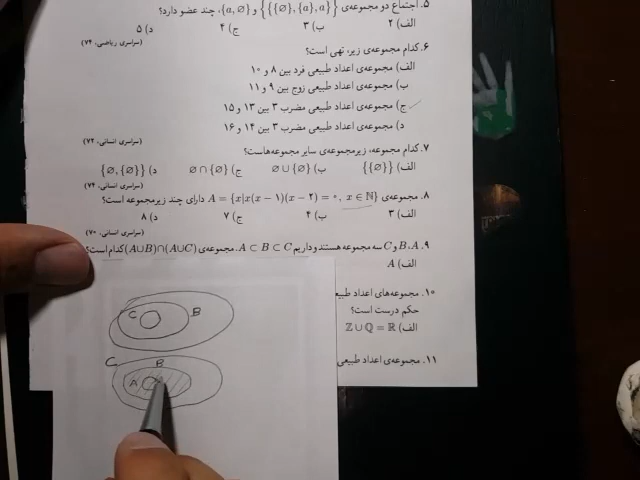 ۵. اجتماع دو مجموعه‌ی {{{∅}, {a}, a}} و {a, ∅}، چند عضو دارد؟
الف) ۲ ب) ۳ ج) ۴ د) ۵
(سراسری ریاضی، ۷۴)
۶. کدام مجموعه‌ی زیر، تهی است؟
الف) مجموعه‌ی اعداد طبیعی فرد بین ۸ و ۱۰
ب) مجموعه‌ی اعداد طبیعی زوج بین ۹ و ۱۱
ج) مجموعه‌ی اعداد طبیعی مضرب ۳ بین ۱۳ و ۱۵
د) مجموعه‌ی اعداد طبیعی مضرب ۳ بین ۱۴ و ۱۶
(سراسری انسانی، ۷۲)
۷. کدام مجموعه، زیرمجموعه‌ی سایر مجموعه‌هاست؟
الف) {{∅}} ب) ∅ ∪ {∅} ج) ∅ ∩ {∅} د) {∅, {∅}}
(سراسری انسانی، ۷۴)
۸. مجموعه‌ی A = {x|x(x − ۱)(x − ۲) = ۰, x ∈ ℕ} دارای چند زیرمجموعه است؟
الف) ۳ ب) ۴ ج) ۷ د) ۸
(سراسری انسانی، ۷۰)
۹. A، B و C سه مجموعه هستند و داریم A ⊂ B ⊂ C. مجموعه‌ی (A∪B)∩(A∪C) کدام است؟
الف) A
۱۰. مجموعه‌های اعداد طبیع
حکم درست است؟
الف) ℤ ∪ ℚ = ℝ
۱۱. مجموعه‌ی اعداد طبیعی
C B
C B
A